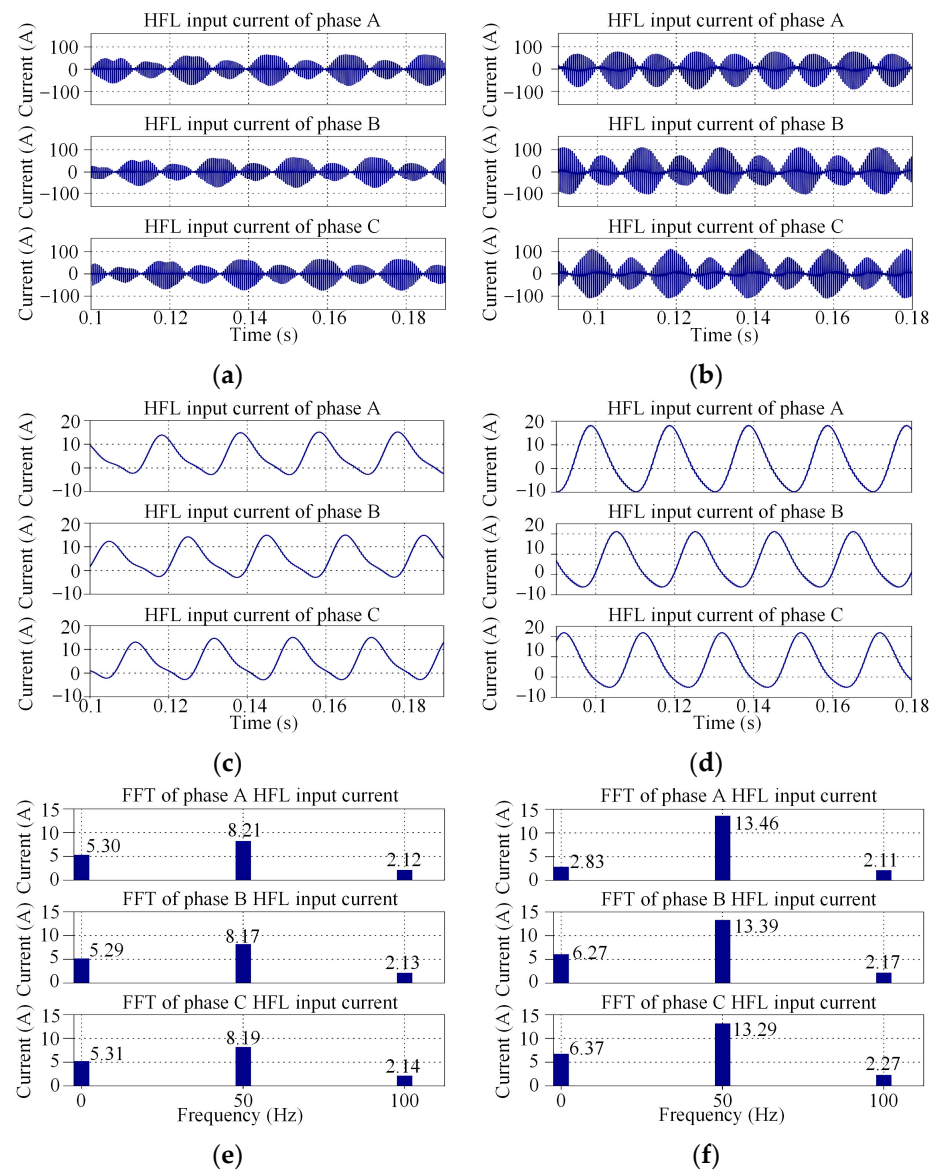 HFL input current of phase A
Current (A)
100
0
−100
HFL input current of phase B
Current (A)
100
0
−100
HFL input current of phase C
Current (A)
100
0
−100
0.1 0.12 0.14 0.16 0.18
Time (s)
(a)
HFL input current of phase A
Current (A)
100
0
−100
HFL input current of phase B
Current (A)
100
0
−100
HFL input current of phase C
Current (A)
100
0
−100
0.1 0.12 0.14 0.16 0.18
Time (s)
(b)
HFL input current of phase A
Current (A)
20
10
0
−10
HFL input current of phase B
Current (A)
20
10
0
−10
HFL input current of phase C
Current (A)
20
10
0
−10
0.1 0.12 0.14 0.16 0.18
Time (s)
(c)
HFL input current of phase A
Current (A)
20
10
0
−10
HFL input current of phase B
Current (A)
20
10
0
−10
HFL input current of phase C
Current (A)
20
10
0
−10
0.1 0.12 0.14 0.16 0.18
Time (s)
(d)
FFT of phase A HFL input current
Current (A)
15
10
5
0
5.30 8.21 2.12
FFT of phase B HFL input current
Current (A)
15
10
5
0
5.29 8.17 2.13
FFT of phase C HFL input current
Current (A)
15
10
5
0
5.31 8.19 2.14
0 50 100
Frequency (Hz)
(e)
FFT of phase A HFL input current
Current (A)
15
10
5
0
2.83 13.46 2.11
FFT of phase B HFL input current
Current (A)
15
10
5
0
6.27 13.39 2.17
FFT of phase C HFL input current
Current (A)
15
10
5
0
6.37 13.29 2.27
0 50 100
Frequency (Hz)
(f)